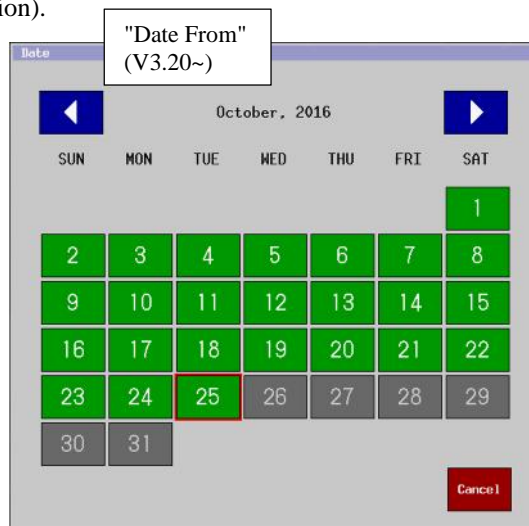 ion).
"Date From"
(V3.20~)
Date
October, 2016
SUN MON TUE WED THU FRI SAT
1
2 3 4 5 6 7 8
9 10 11 12 13 14 15
16 17 18 19 20 21 22
23 24 25 26 27 28 29
30 31
Cancel